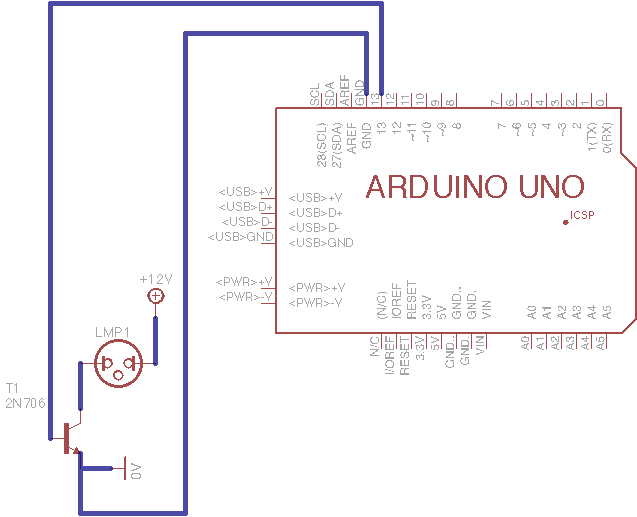 SCL
SDA
AREF
GND
13
12
11
10
9
8
7
6
5
4
3
2
1
0
28(SCL)
27(SDA)
AREF
GND
13
12
~11
~10
~9
8
7
~6
~5
4
~3
2
1(TX)
0(RX)
ARDUINO UNO
ICSP
<USB>+V <USB>+V
<USB>D+ <USB>D+
<USB>D- <USB>D-
<USB>GND <USB>GND
<PWR>+V <PWR>+V
<PWR>-V <PWR>-V
(N/C)
IOREF
RESET
3.3V
5V
GND..
GND.
VIN
A0
A1
A2
A3
A4
A5
N/C
I/OREF
RESET
3.3V
5V
GND..
GND.
VIN
A0
A1
A2
A3
A4
A5
+12V
LMP1
T1
2N706
0V